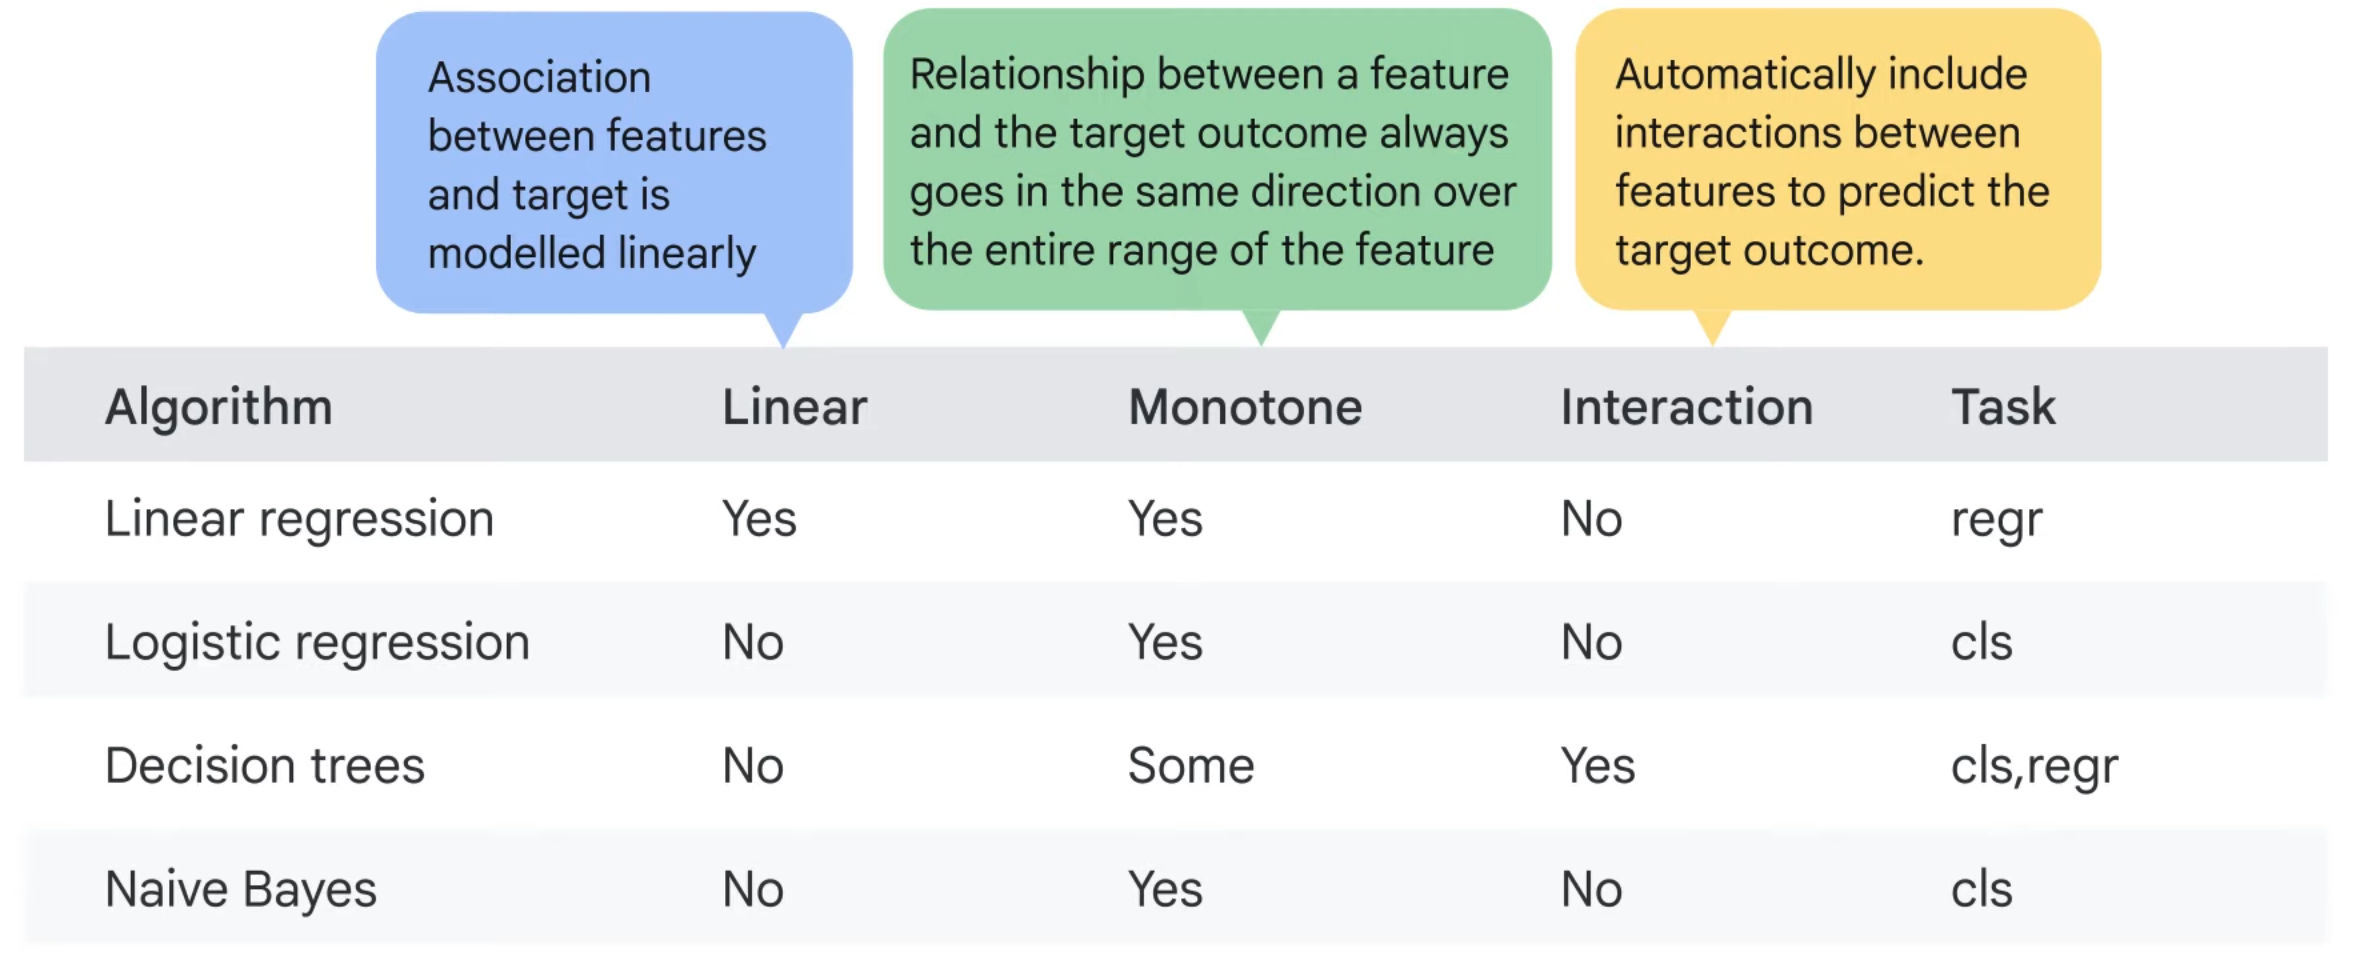 Association
between features
and target is
modelled linearly
Relationship between a feature
and the target outcome always
goes in the same direction over
the entire range of the feature
Automatically include
interactions between
features to predict the
target outcome.
Algorithm Linear Monotone Interaction Task
Linear regression Yes Yes No regr
Logistic regression No Yes No cls
Decision trees No Some Yes cls,regr
Naive Bayes No Yes No cls